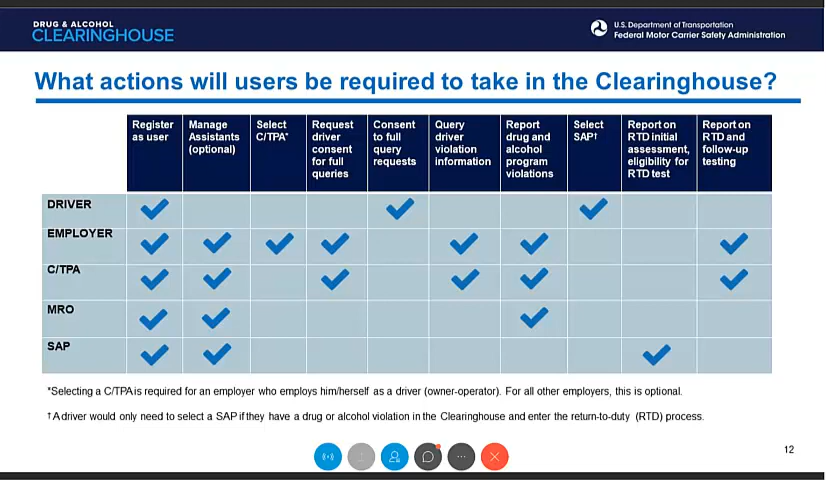 DRUG & ALCOHOL
CLEARINGHOUSE
U.S. Department of Transportation
Federal Motor Carrier Safety Administration
What actions will users be required to take in the Clearinghouse?
Register
as user
Manage
Assistants
(optional)
Select
C/TPA*
Request
driver
consent
for full
queries
Consent
to full
query
requests
Query
driver
violation
information
Report
drug and
alcohol
program
violations
Select
SAP†
Report on
RTD initial
assessment,
eligibility for
RTD test
Report on
RTD and
follow-up
testing
DRIVER
EMPLOYER
C/TPA
MRO
SAP
*Selecting a C/TPA is required for an employer who employs him/herself as a driver (owner-operator). For all other employers, this is optional.
†A driver would only need to select a SAP if they have a drug or alcohol violation in the Clearinghouse and enter the return-to-duty (RTD) process.
12